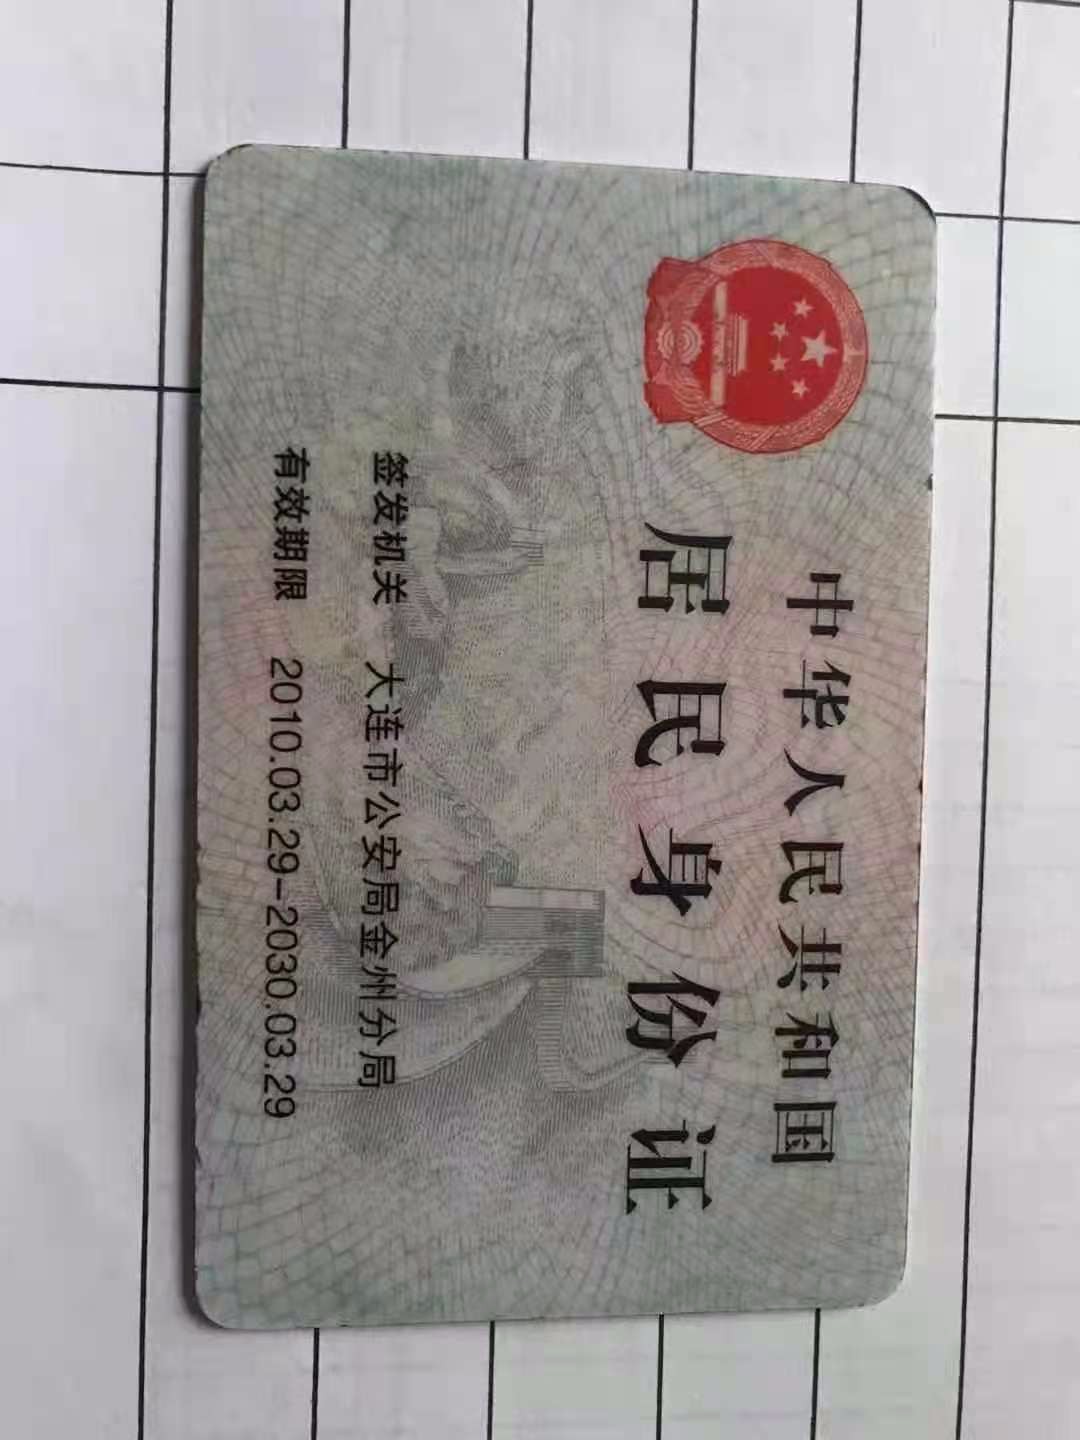 中华人民共和国
居民身份证
签发机关 大连市公安局金州分局
有效期限 2010.03.29-2030.03.29